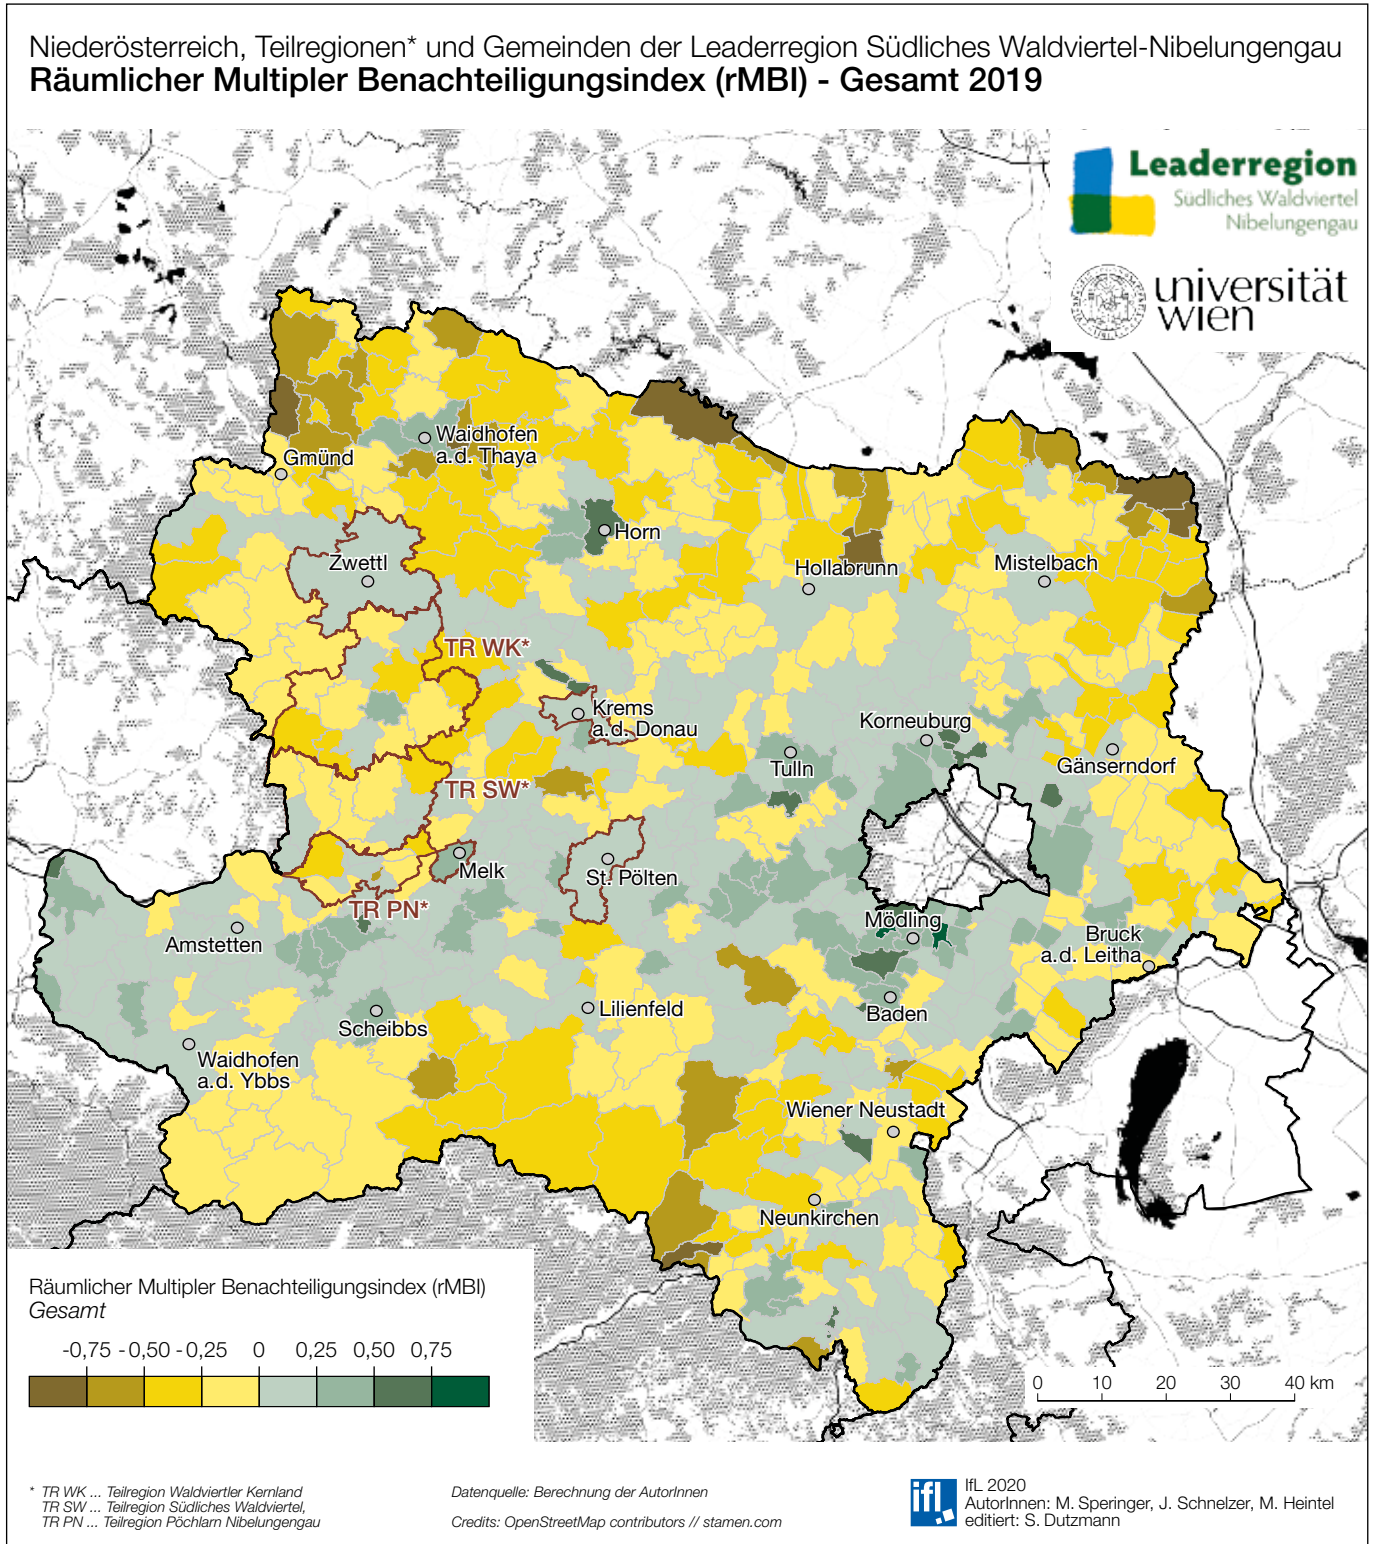 Niederösterreich, Teilregionen* und Gemeinden der Leaderregion Südliches Waldviertel-Nibelungengau
Räumlicher Multipler Benachteiligungsindex (rMBI) - Gesamt 2019
Leaderregion
Südliches Waldviertel
Nibelungengau
universität
wien
Waidhofen
a.d. Thaya
Gmünd
Horn
Zwettl
Hollabrunn
Mistelbach
TR WK*
Krems
a.d. Donau
Korneuburg
Tulln
Gänserndorf
TR SW*
Melk
St. Pölten
TR PN*
Mödling
Amstetten
Bruck
a.d. Leitha
Lilienfeld
Baden
Scheibbs
Waidhofen
a.d. Ybbs
Wiener Neustadt
Neunkirchen
Räumlicher Multipler Benachteiligungsindex (rMBI)
Gesamt
-0,75 -0,50 -0,25 0 0,25 0,50 0,75
0 10 20 30 40 km
* TR WK ... Teilregion Waldviertler Kernland
TR SW ... Teilregion Südliches Waldviertel,
TR PN ... Teilregion Pöchlarn Nibelungengau
Datenquelle: Berechnung der AutorInnen
Credits: OpenStreetMap contributors // stamen.com
ifl
IfL 2020
AutorInnen: M. Speringer, J. Schnelzer, M. Heintel
editiert: S. Dutzmann